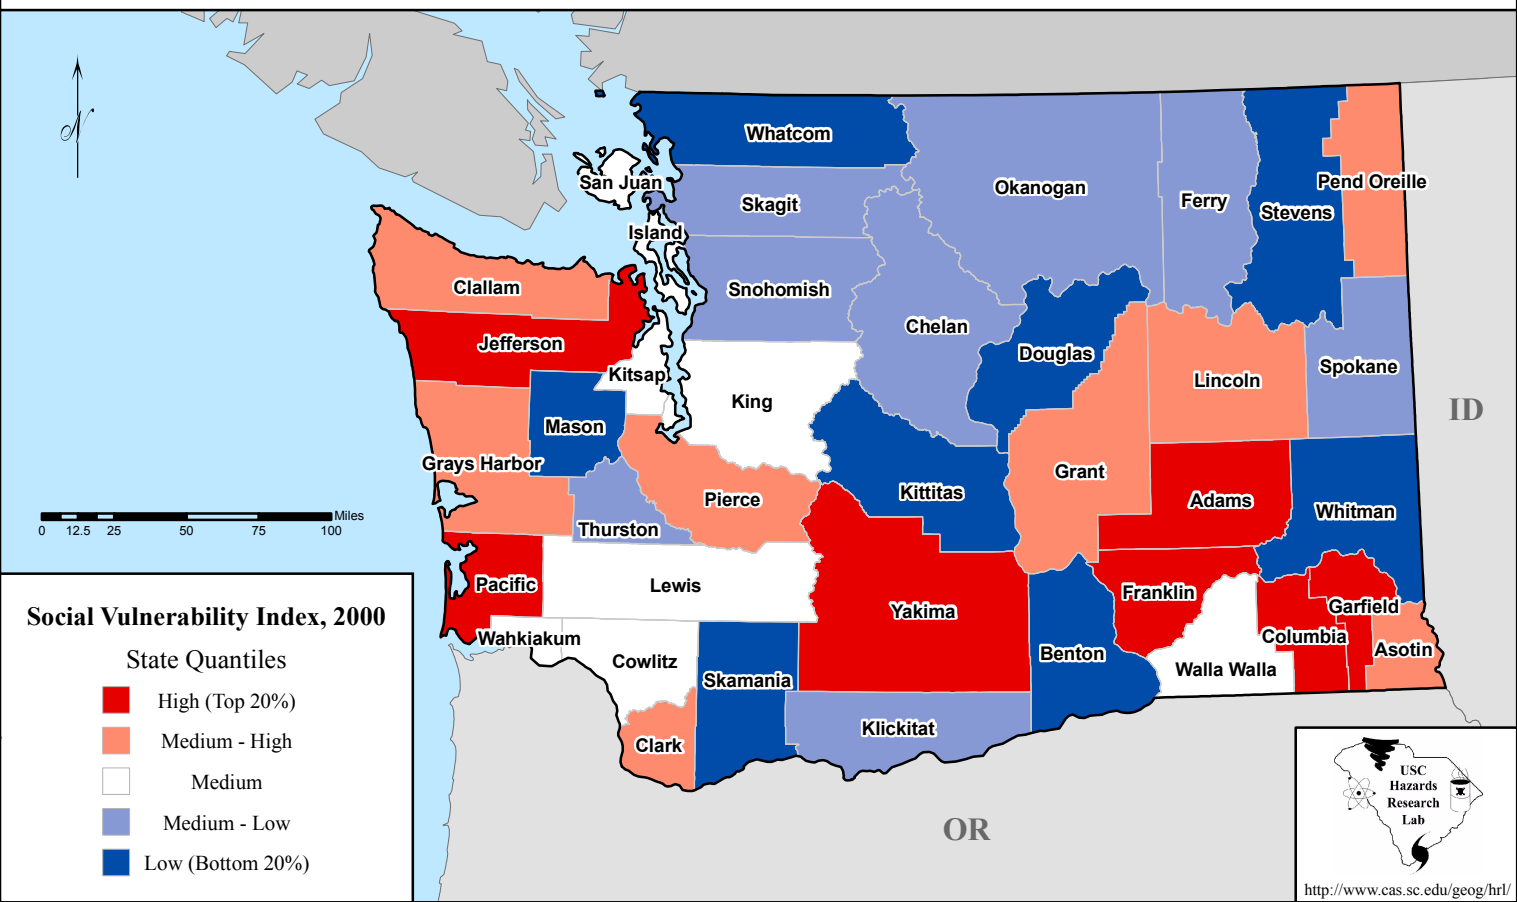 N
Whatcom
San Juan
Skagit
Okanogan
Ferry
Stevens
Pend Oreille
Island
Clallam
Snohomish
Chelan
Jefferson
Douglas
Kitsap
King
Lincoln
Spokane
ID
Mason
Grays Harbor
Grant
Kittitas
Pierce
Adams
Whitman
Thurston
Miles
0 12.5 25 50 75 100
Pacific
Lewis
Yakima
Franklin
Garfield
Wahkiakum
Columbia
Cowlitz
Benton
Asotin
Walla Walla
Skamania
Klickitat
Clark
OR
Social Vulnerability Index, 2000
State Quantiles
High (Top 20%)
Medium - High
Medium
Medium - Low
Low (Bottom 20%)
USC
Hazards
Research
Lab
http://www.cas.sc.edu/geog/hrl/